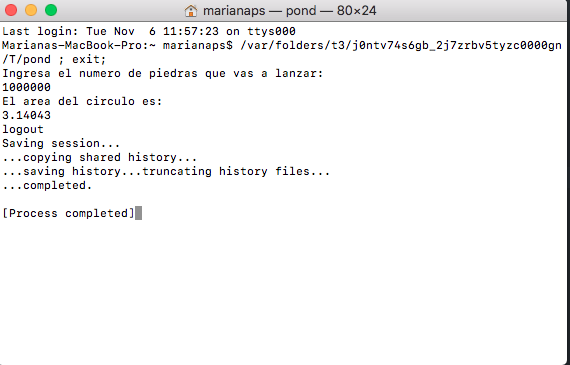 marianaps — pond — 80×24
Last login: Tue Nov  6 11:57:23 on ttys000
Marianas-MacBook-Pro:~ marianaps$ /var/folders/t3/j0ntv74s6gb_2j7zrbv5tyzc0000gn
/T/pond ; exit;
Ingresa el numero de piedras que vas a lanzar:
1000000
El area del circulo es:
3.14043
logout
Saving session...
...copying shared history...
...saving history...truncating history files...
...completed.
[Process completed]